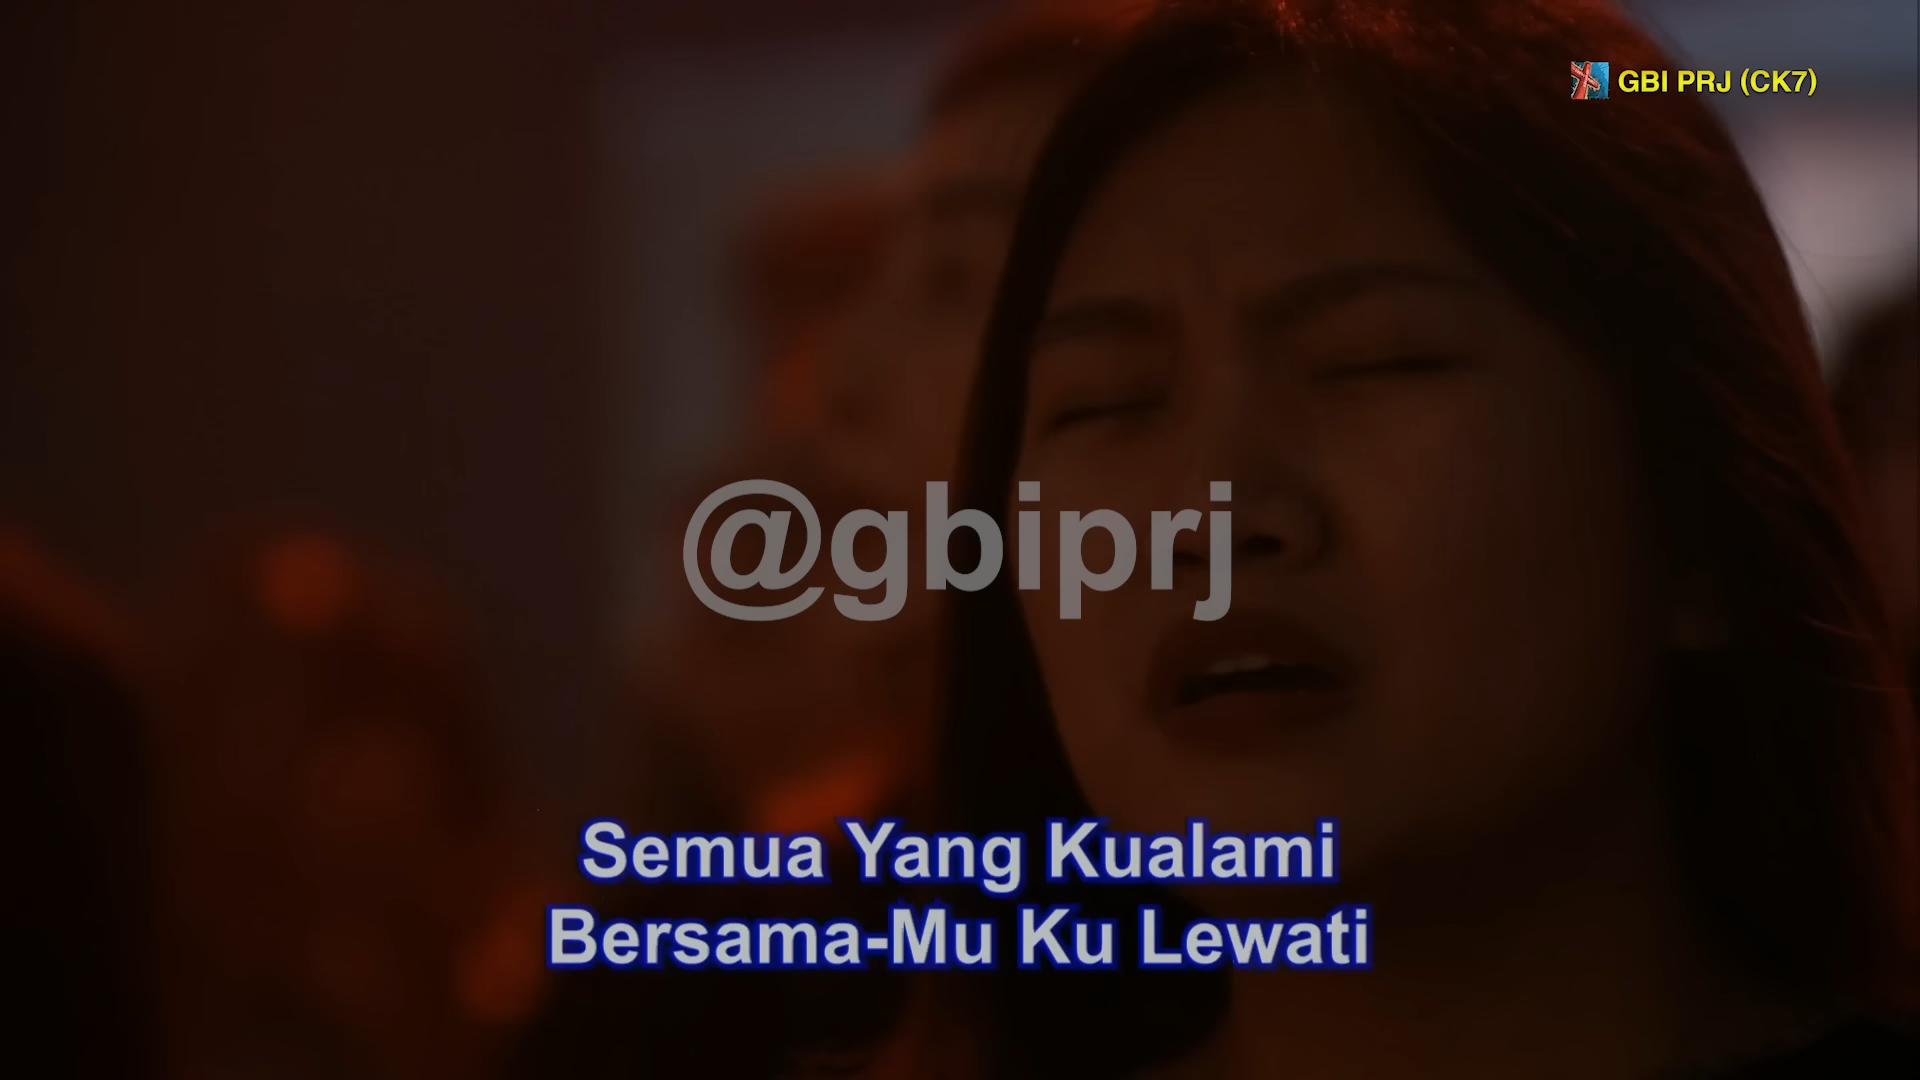 GBI PRJ (CK7)
@gbiprj
Semua Yang Kualami
Bersama-Mu Ku Lewati